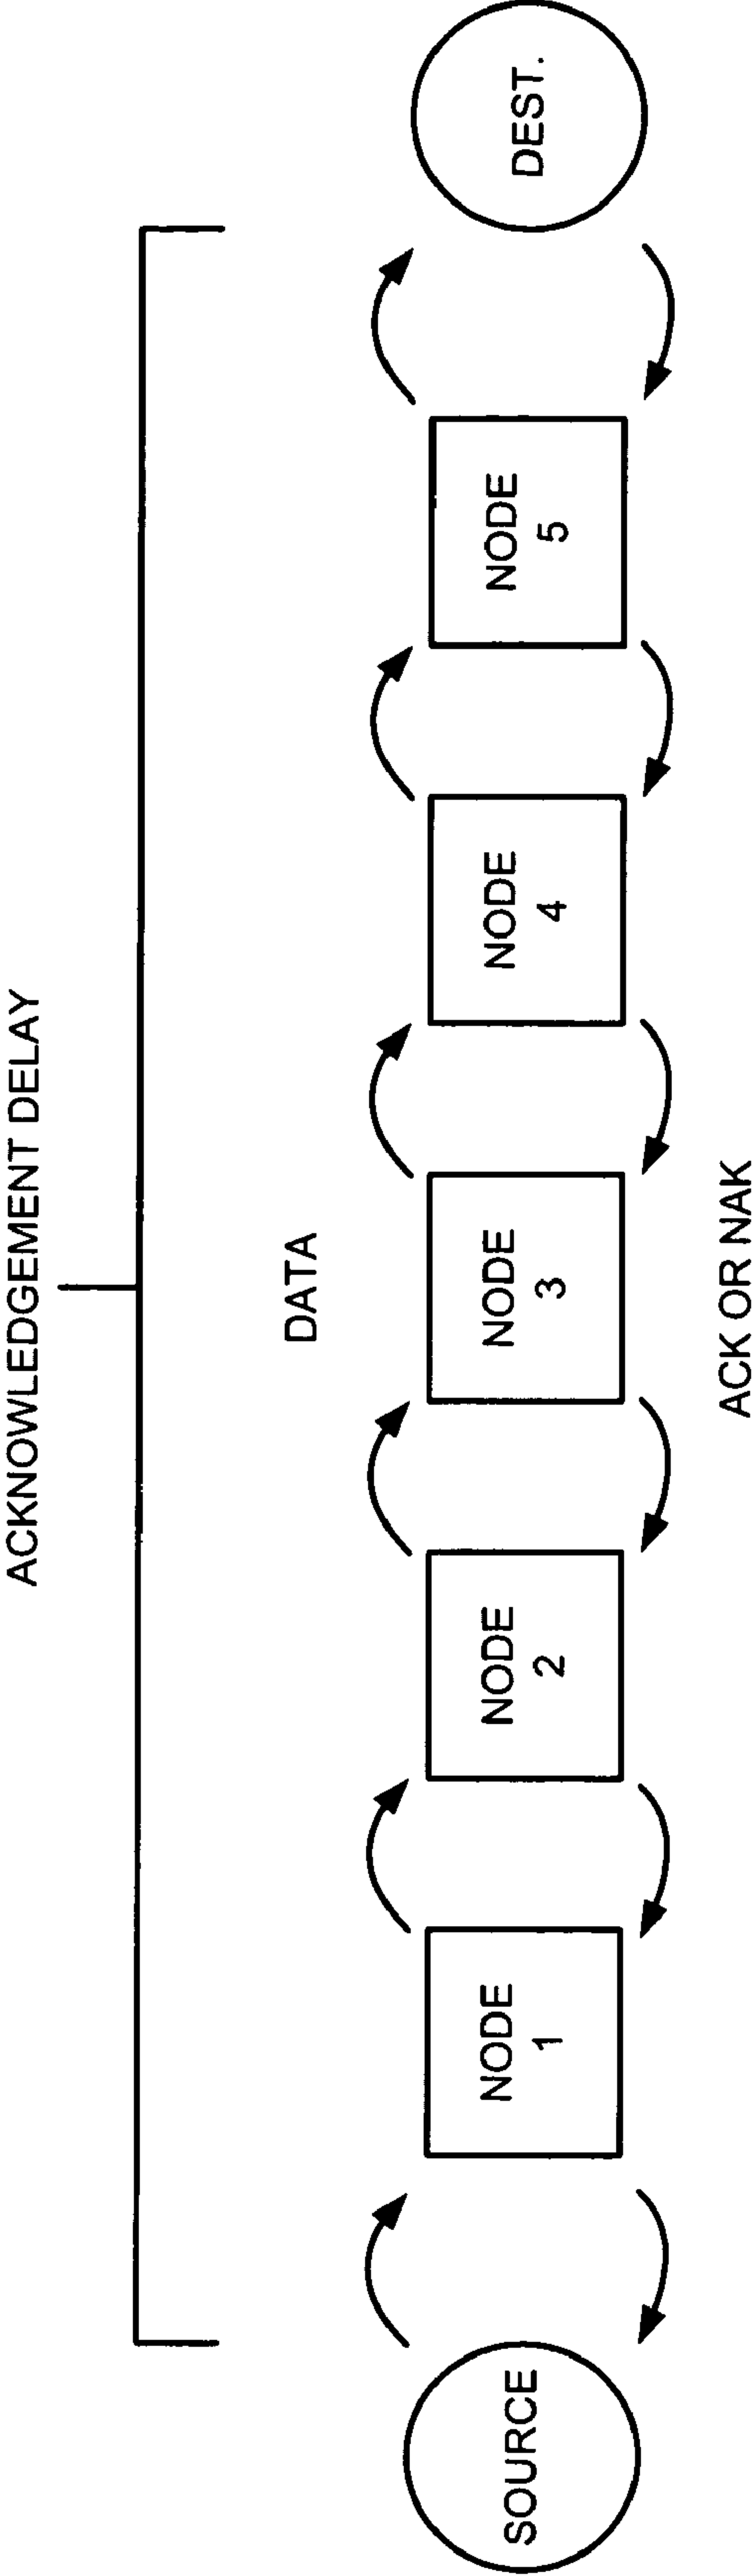 ACKNOWLEDGEMENT DELAY
DATA
SOURCE
NODE
1
NODE
2
NODE
3
NODE
4
NODE
5
DEST.
ACK OR NAK